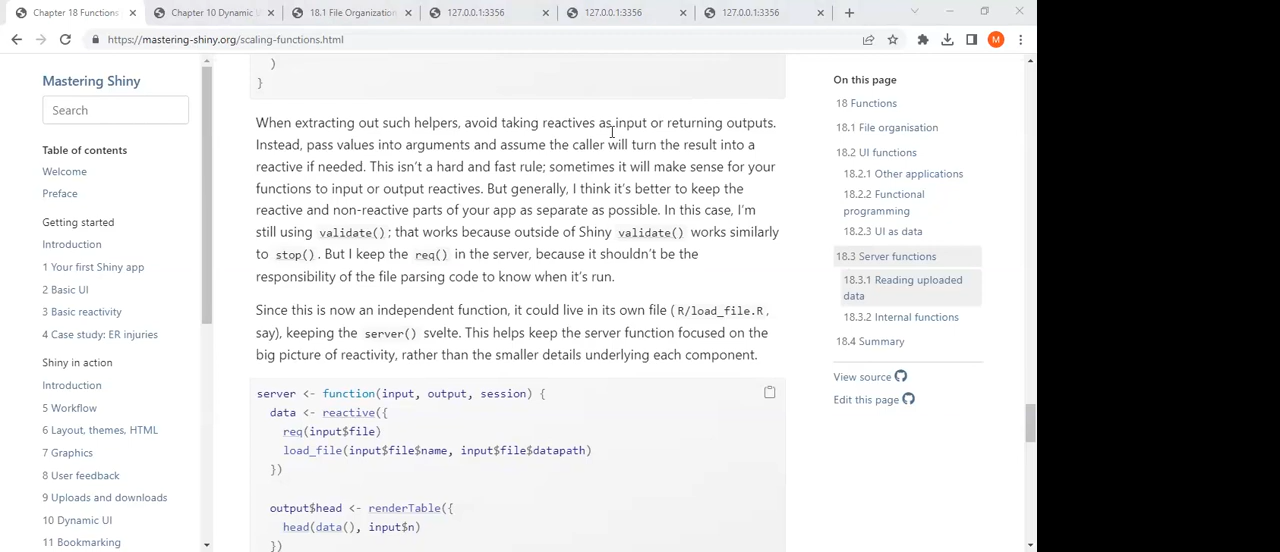 Chapter 18 Functions
Chapter 10 Dynamic U
18.1 File Organization
127.0.0.1:3356
127.0.0.1:3356
127.0.0.1:3356
https://mastering-shiny.org/scaling-functions.html
M
Mastering Shiny
Search
Table of contents
Welcome
Preface
Getting started
Introduction
1 Your first Shiny app
2 Basic UI
3 Basic reactivity
4 Case study: ER injuries
Shiny in action
Introduction
5 Workflow
6 Layout, themes, HTML
7 Graphics
8 User feedback
9 Uploads and downloads
10 Dynamic UI
11 Bookmarking
)
}
When extracting out such helpers, avoid taking reactives as input or returning outputs.
Instead, pass values into arguments and assume the caller will turn the result into a
reactive if needed. This isn't a hard and fast rule; sometimes it will make sense for your
functions to input or output reactives. But generally, I think it's better to keep the
reactive and non-reactive parts of your app as separate as possible. In this case, I'm
still using validate(); that works because outside of Shiny validate() works similarly
to stop(). But I keep the req() in the server, because it shouldn't be the
responsibility of the file parsing code to know when it's run.
Since this is now an independent function, it could live in its own file (R/load_file.R,
say), keeping the server() svelte. This helps keep the server function focused on the
big picture of reactivity, rather than the smaller details underlying each component.
server <- function(input, output, session) {
data <- reactive({
req(input$file)
load_file(input$file$name, input$file$datapath)
})
output$head <- renderTable({
head(data(), input$n)
})
On this page
18 Functions
18.1 File organisation
18.2 UI functions
18.2.1 Other applications
18.2.2 Functional
programming
18.2.3 UI as data
18.3 Server functions
18.3.1 Reading uploaded
data
18.3.2 Internal functions
18.4 Summary
View source
Edit this page